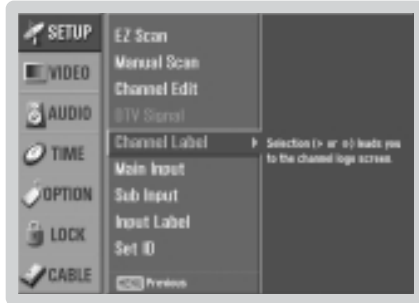 SETUP
VIDEO
AUDIO
TIME
OPTION
LOCK
CABLE
EZ Scan
Manual Scan
Channel Edit
DTV Signal
Channel Label
Main Input
Sub Input
Input Label
Set ID
MENU Previous
Selection (> or ⊙) leads you
to the channel logo screen.